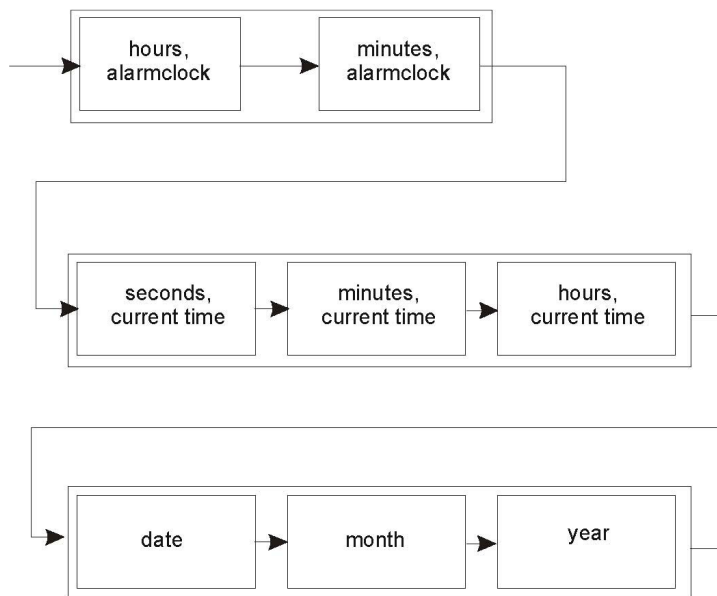 hours,
alarmclock
minutes,
alarmclock
seconds,
current time
minutes,
current time
hours,
current time
date
month
year